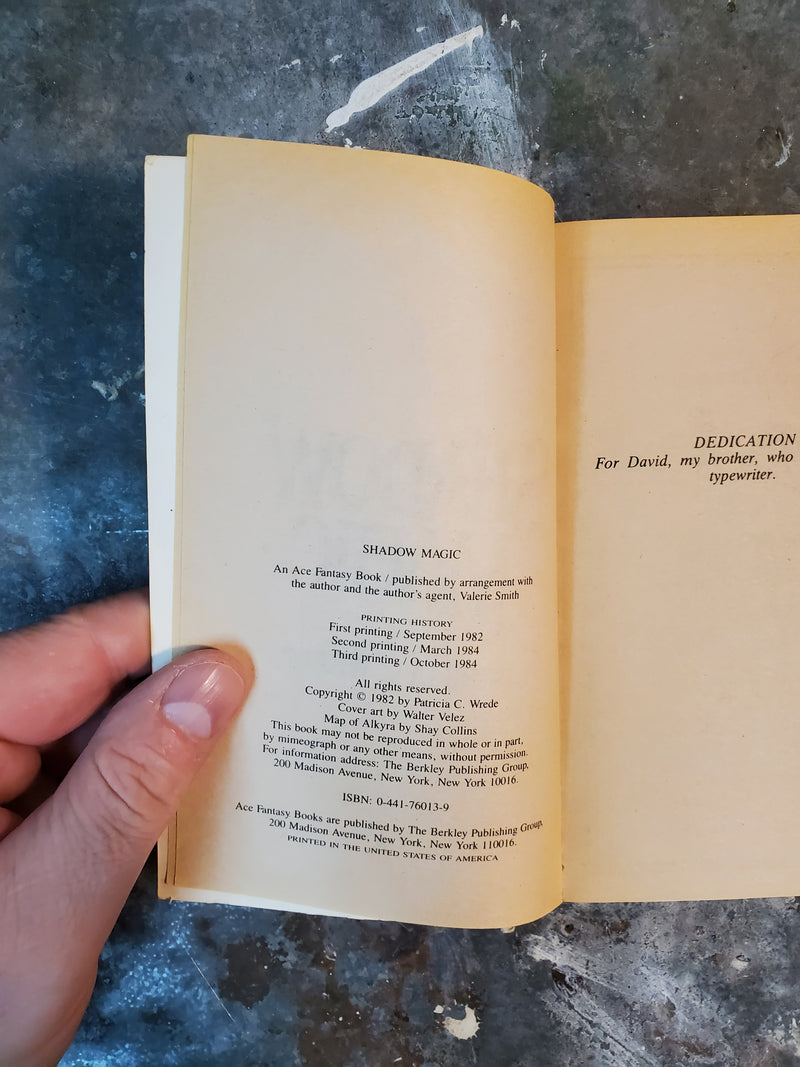 SHADOW MAGIC
An Ace Fantasy Book / published by arrangement with
the author and the author's agent, Valerie Smith
PRINTING HISTORY
First printing / September 1982
Second printing / March 1984
Third printing / October 1984
All rights reserved.
Copyright © 1982 by Patricia C. Wrede
Cover art by Walter Velez
Map of Alkyra by Shay Collins
This book may not be reproduced in whole or in part,
by mimeograph or any other means, without permission.
For information address: The Berkley Publishing Group,
200 Madison Avenue, New York, New York 10016.
ISBN: 0-441-76013-9
Ace Fantasy Books are published by The Berkley Publishing Group,
200 Madison Avenue, New York, New York 110016.
PRINTED IN THE UNITED STATES OF AMERICA
DEDICATION
For David, my brother, who
typewriter.